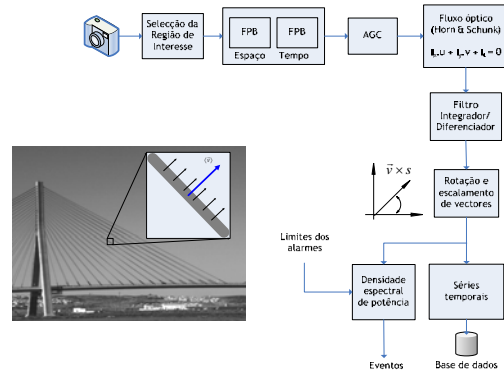 Selecção da
Região de
Interesse
FPB
FPB
Espaço
Tempo
AGC
Fluxo óptico
(Horn & Schunk)
Iₓ.u + Iᵧ.v + Iₜ = 0
Filtro
Integrador/
Diferenciador
(v⃗)
v⃗ × s
Rotação e
escalamento
de vectores
Limites dos
alarmes
Densidade
espectral
de potência
Séries
temporais
Eventos
Base de dados